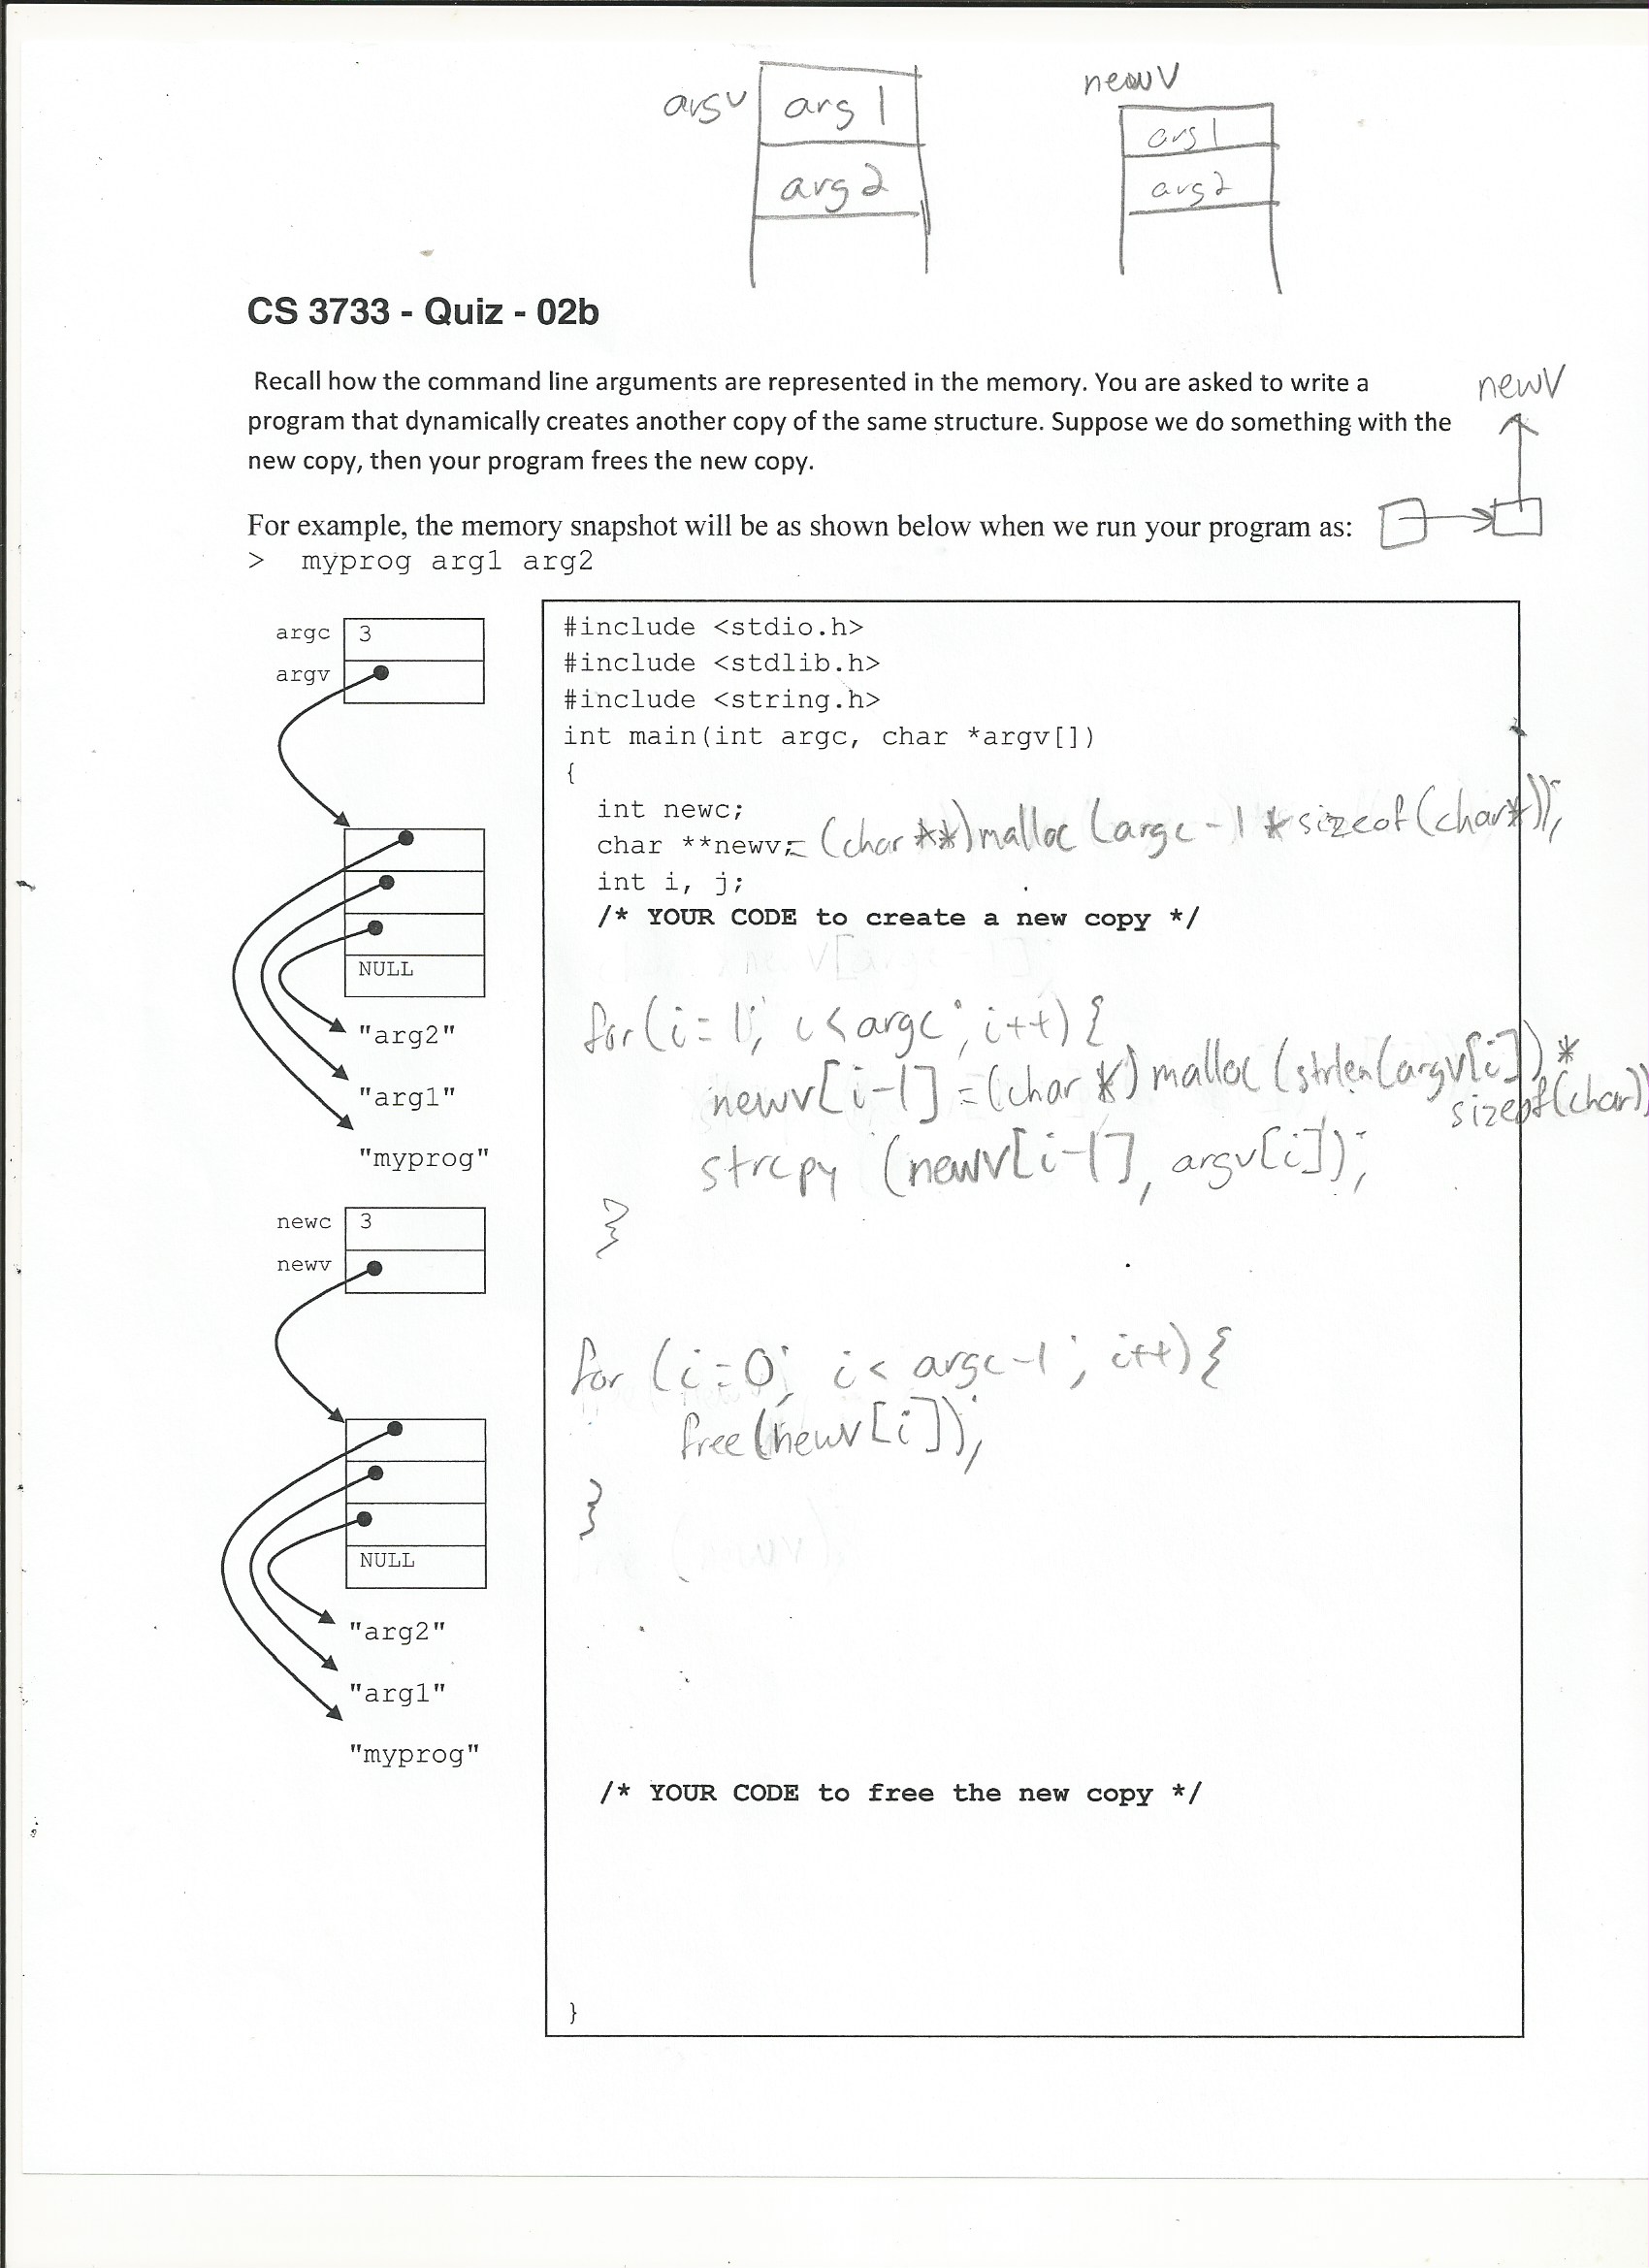 argv arg 1
arg 2
newV
arg 1
arg 2
CS 3733 - Quiz - 02b
Recall how the command line arguments are represented in the memory. You are asked to write a
program that dynamically creates another copy of the same structure. Suppose we do something with the
new copy, then your program frees the new copy.
newV
For example, the memory snapshot will be as shown below when we run your program as:
> myprog arg1 arg2
argc 3
argv
NULL
"arg2"
"arg1"
"myprog"
newc 3
newv
NULL
"arg2"
"arg1"
"myprog"
#include <stdio.h>
#include <stdlib.h>
#include <string.h>
int main(int argc, char *argv[])
{
int newc;
char **newv; = (char **)malloc (argc - 1 * sizeof(char*));
int i, j;
/* YOUR CODE to create a new copy */
for(i = 1; i < argc; i++) {
newv[i-1] = (char *) malloc (strlen(argv[i]) *
sizeof(char))
strcpy (newv[i-1], argv[i]);
}
for (i = 0; i < argc-1; i++) {
free(newv[i]);
}
/* YOUR CODE to free the new copy */
}